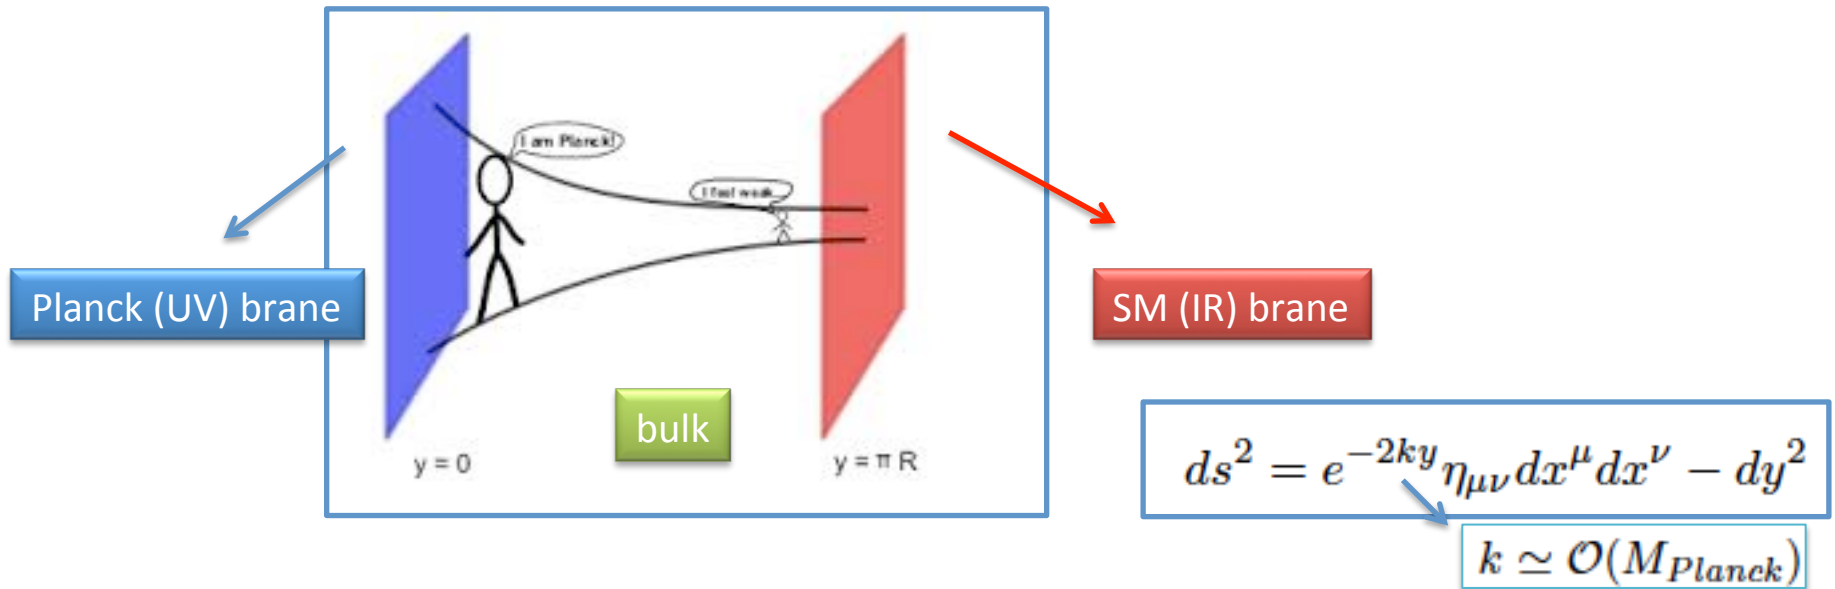 I am Planck!
I feel weak...
Planck (UV) brane
SM (IR) brane
bulk
y = 0
y = π R
ds² = e^{-2ky} η_{μν} dx^μ dx^ν − dy²
k ≃ 𝒪(M_{Planck})